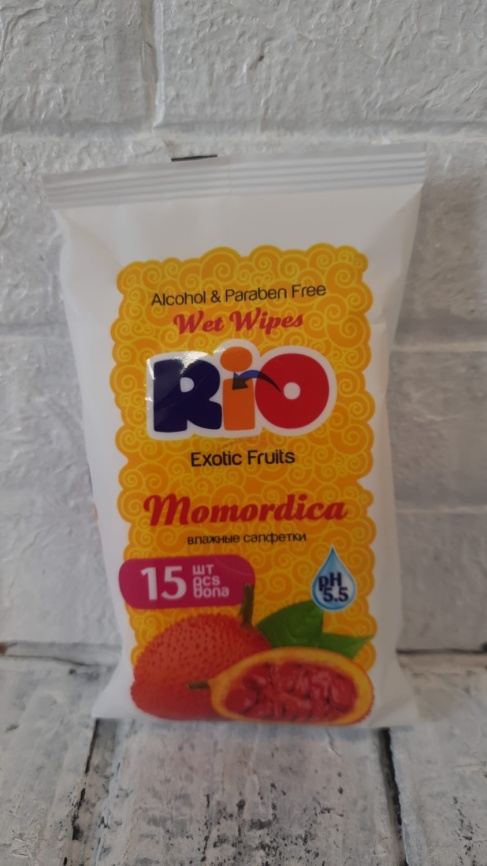 Alcohol & Paraben Free
Wet Wipes
RiO
Exotic Fruits
Momordica
влажные салфетки
15 шт
pcs
dona
pH
5.5